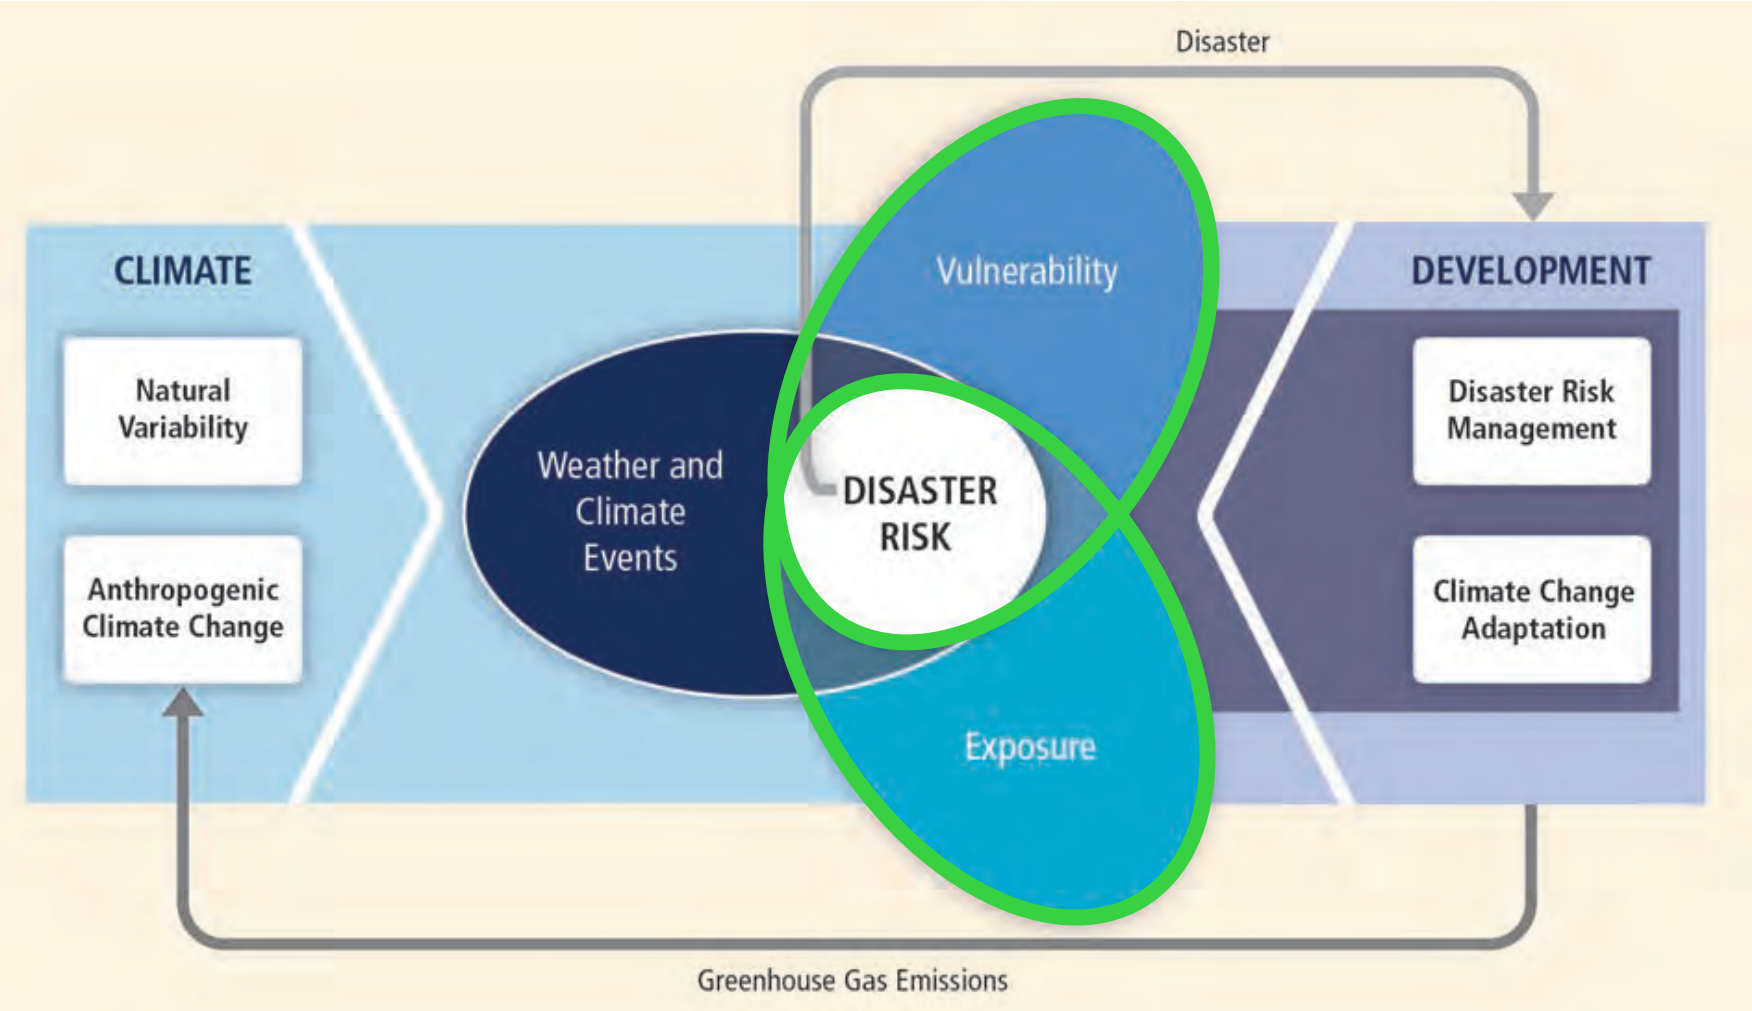 Disaster
CLIMATE
Natural
Variability
Anthropogenic
Climate Change
Weather and
Climate
Events
Vulnerability
DISASTER
RISK
Exposure
DEVELOPMENT
Disaster Risk
Management
Climate Change
Adaptation
Greenhouse Gas Emissions